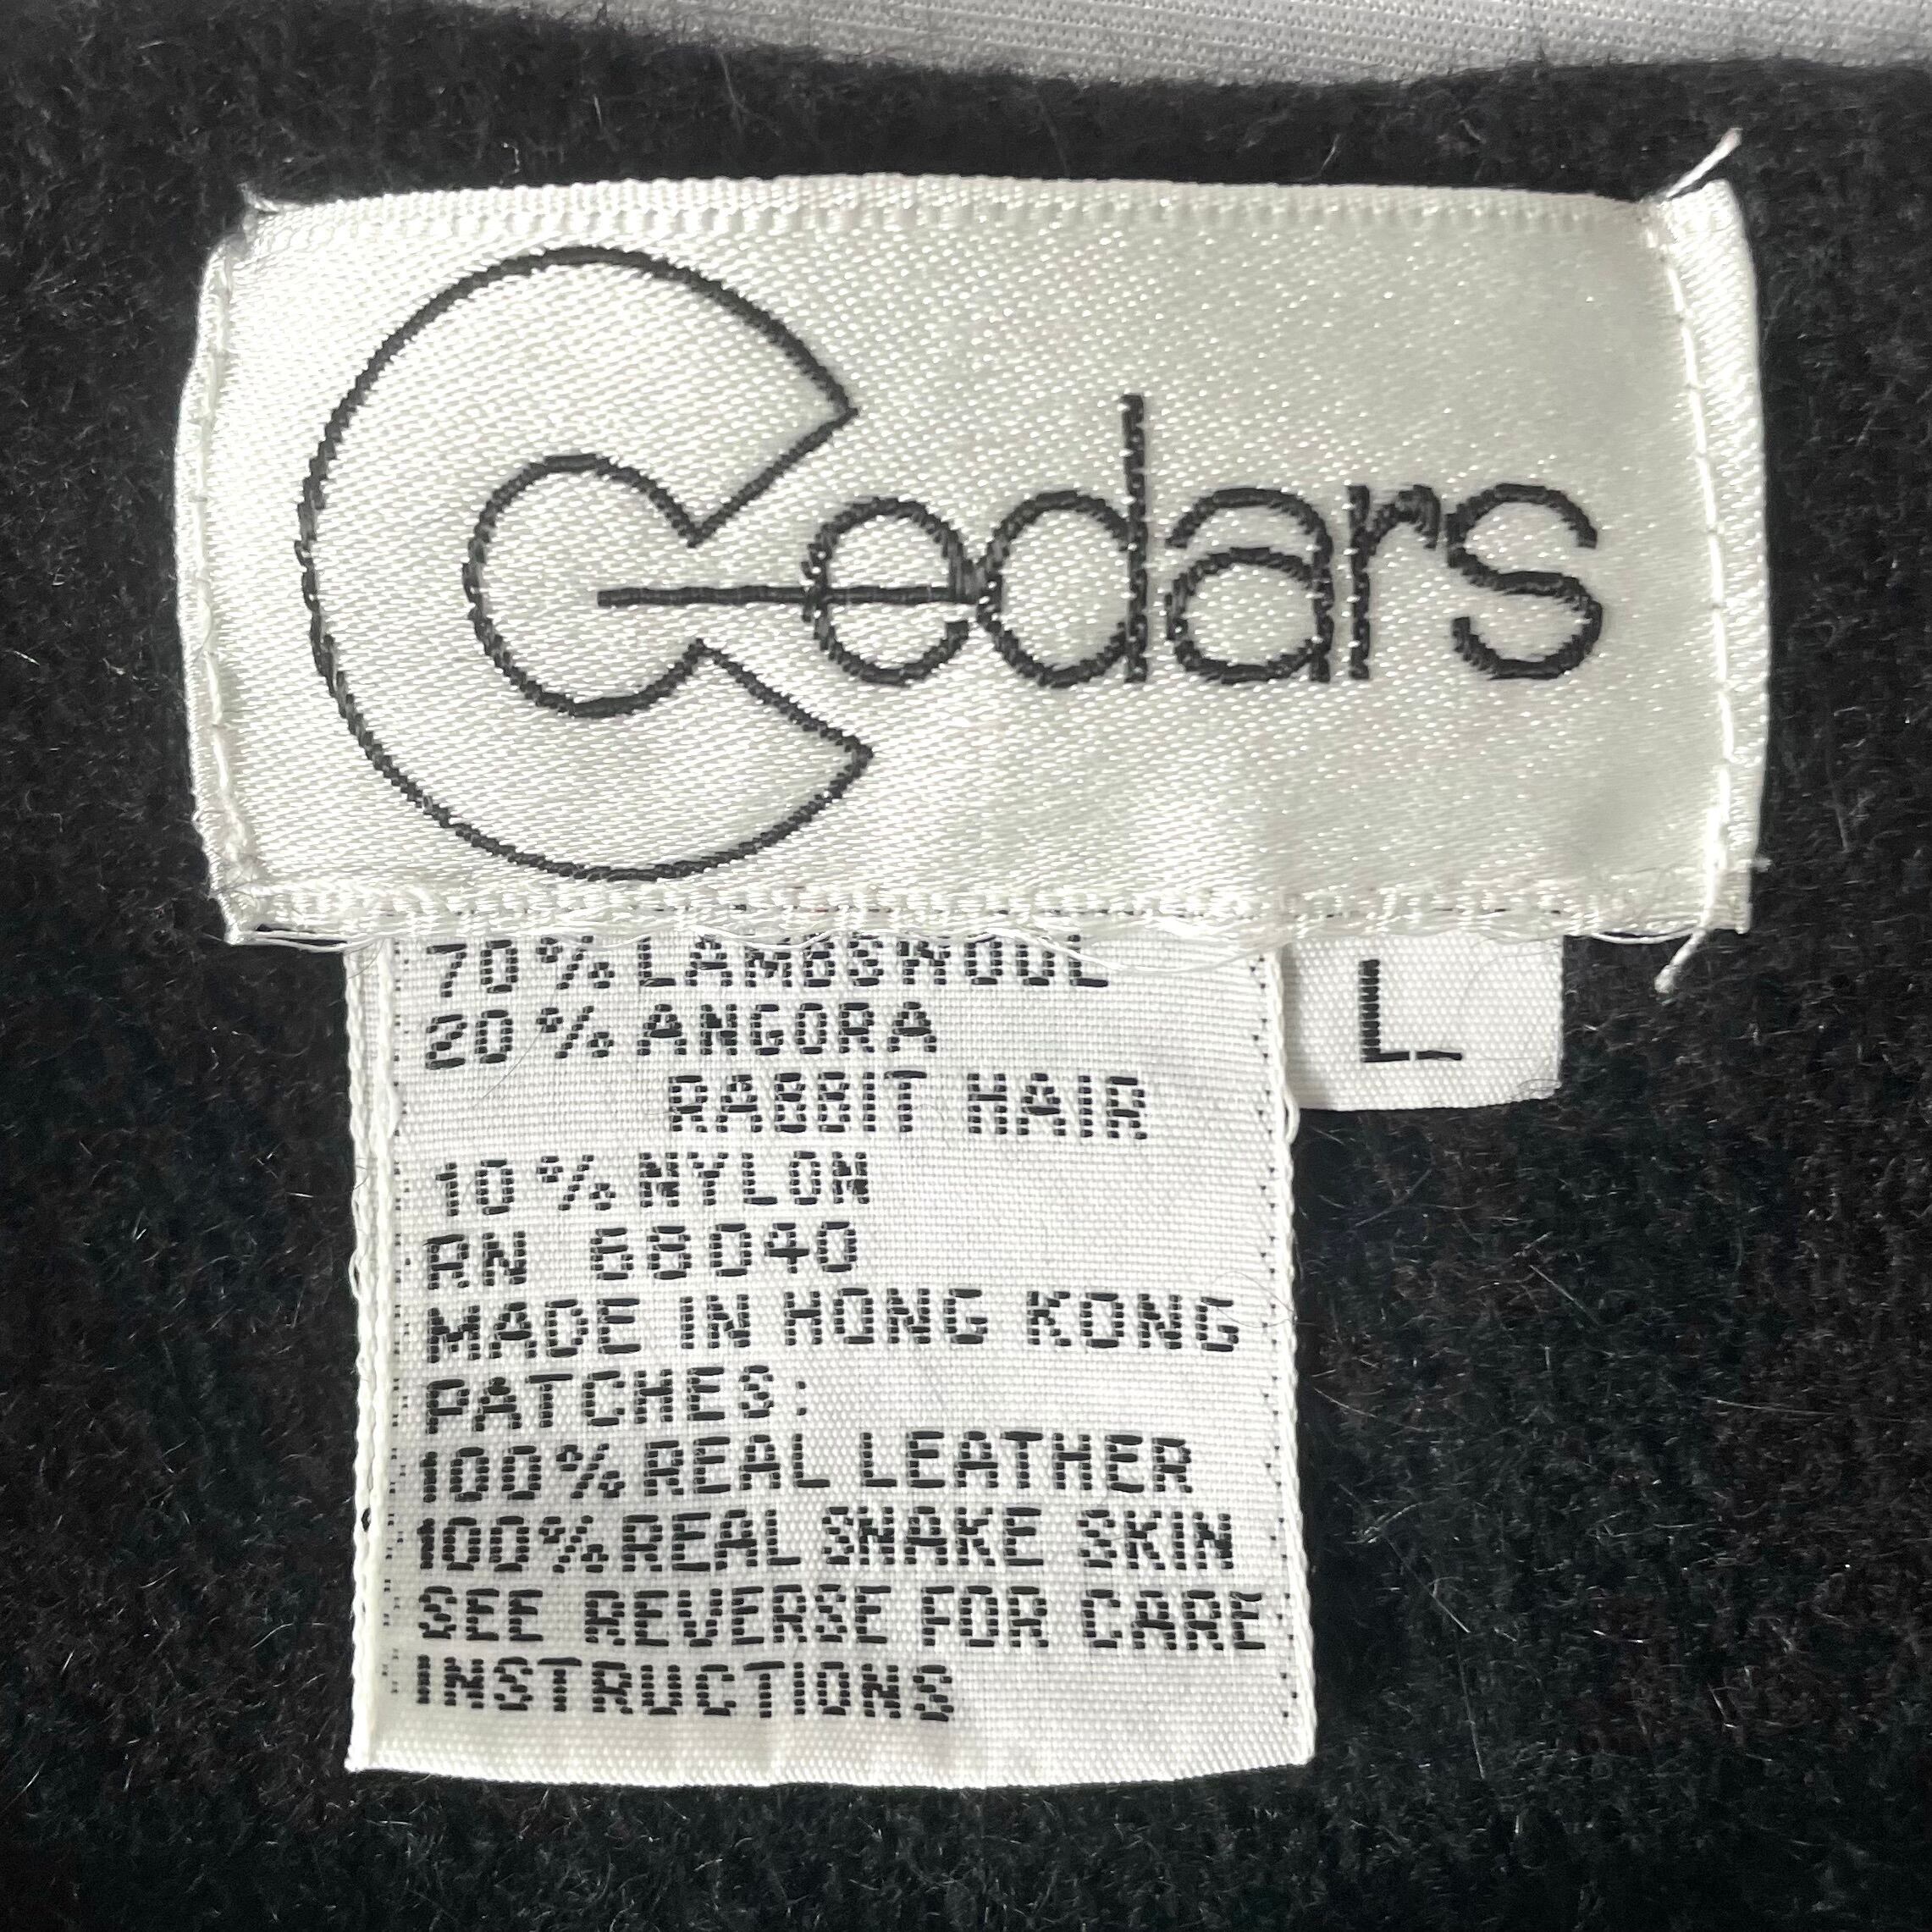 Cedars
L
70% LAMBSWOOL
20% ANGORA
RABBIT HAIR
10% NYLON
RN 66040
MADE IN HONG KONG
PATCHES:
100% REAL LEATHER
100% REAL SNAKE SKIN
SEE REVERSE FOR CARE
INSTRUCTIONS